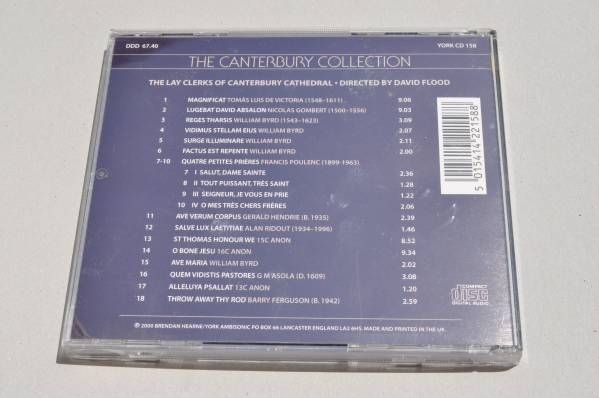 DDD 67.40 YORK CD 158
THE CANTERBURY COLLECTION
THE LAY CLERKS OF CANTERBURY CATHEDRAL • DIRECTED BY DAVID FLOOD
1 MAGNIFICAT TOMÁS LUIS DE VICTORIA (1548-1611) 9.06
2 LUGEBAT DAVID ABSALON NICOLAS GOMBERT (1500-1556) 9.03
3 REGES THARSIS WILLIAM BYRD (1543-1623) 3.09
4 VIDIMUS STELLAM EIUS WILLIAM BYRD 2.07
5 SURGE ILLUMINARE WILLIAM BYRD 2.11
6 FACTUS EST REPENTE WILLIAM BYRD 2.00
7-10 QUATRE PETITES PRIÈRES FRANCIS POULENC (1899-1963)
7 I SALUT, DAME SAINTE 2.36
8 II TOUT PUISSANT, TRÈS SAINT 1.28
9 III SEIGNEUR, JE VOUS EN PRIE 1.22
10 IV O MES TRÈS CHERS FRÈRES 2.06
11 AVE VERUM CORPUS GERALD HENDRIE (B. 1935) 2.39
12 SALVE LUX LAETITIAE ALAN RIDOUT (1934-1996) 1.46
13 ST THOMAS HONOUR WE 15C ANON 8.52
14 O BONE JESU 16C ANON 9.34
15 AVE MARIA WILLIAM BYRD 2.02
16 QUEM VIDISTIS PASTORES G M'ASOLA (D. 1609) 3.08
17 ALLELUYA PSALLAT 13C ANON 1.20
18 THROW AWAY THY ROD BARRY FERGUSON (B. 1942) 2.59
5 015414 221588
COMPACT
disc
DIGITAL AUDIO
℗ 2000 BRENDAN HEARNE/YORK AMBISONIC PO BOX 66 LANCASTER ENGLAND LA2 6HS. MADE AND PRINTED IN THE U.K.